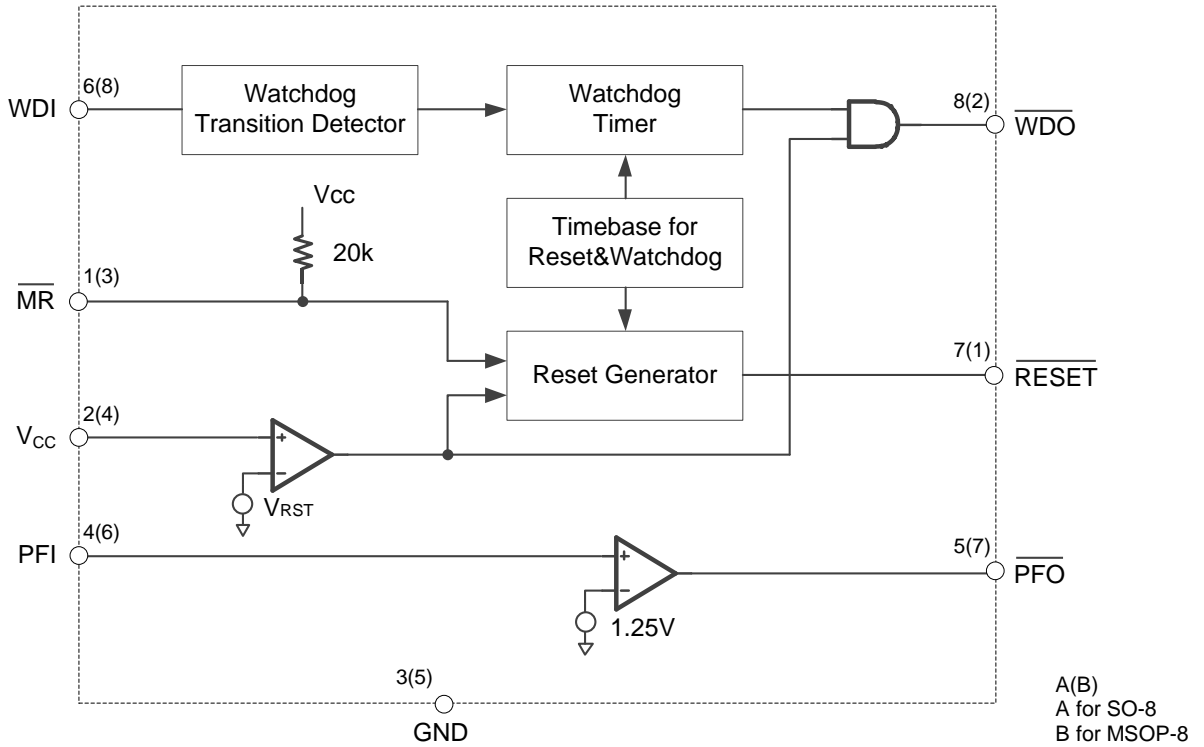 6(8)
WDI
Watchdog
Transition Detector
Watchdog
Timer
8(2)
WDO
Vcc
20k
Timebase for
Reset&Watchdog
1(3)
MR
Reset Generator
7(1)
RESET
2(4)
VCC
+
−
VRST
4(6)
PFI
+
−
1.25V
5(7)
PFO
3(5)
GND
A(B)
A for SO-8
B for MSOP-8